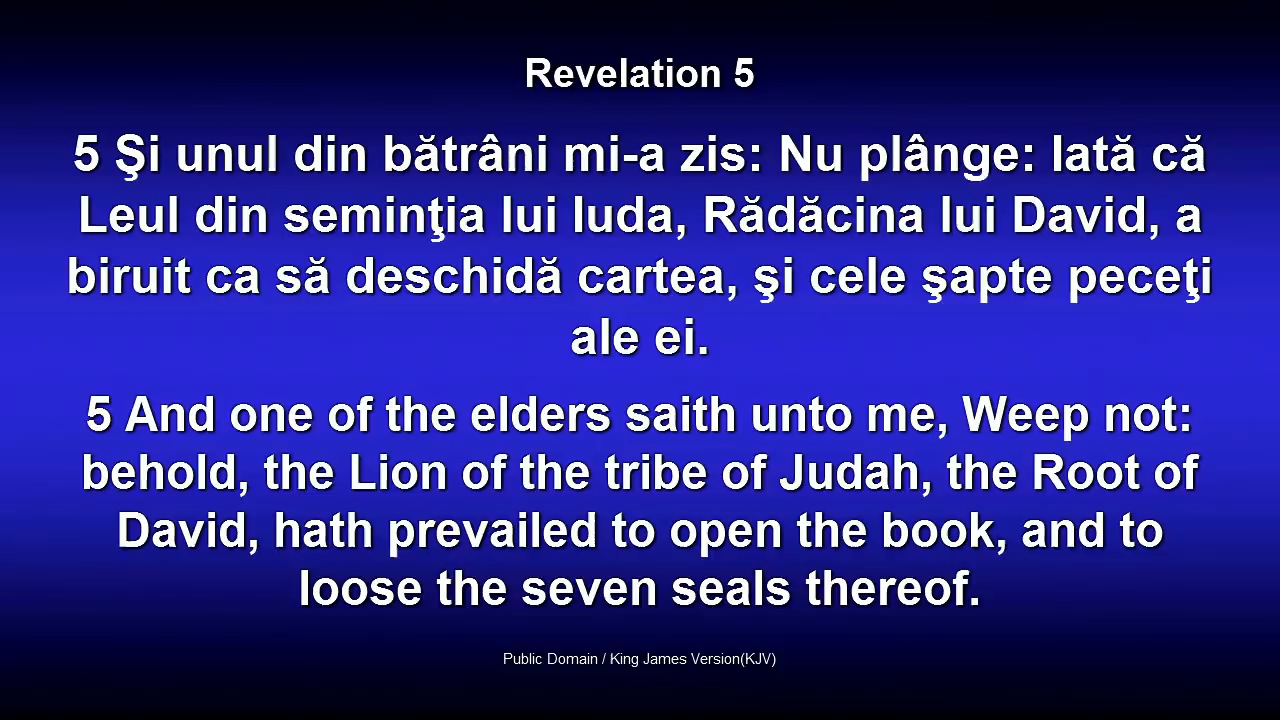 Revelation 5
5 Şi unul din bătrâni mi-a zis: Nu plânge: Iată că
Leul din seminţia lui Iuda, Rădăcina lui David, a
biruit ca să deschidă cartea, şi cele şapte peceţi
ale ei.
5 And one of the elders saith unto me, Weep not:
behold, the Lion of the tribe of Judah, the Root of
David, hath prevailed to open the book, and to
loose the seven seals thereof.
Public Domain / King James Version(KJV)